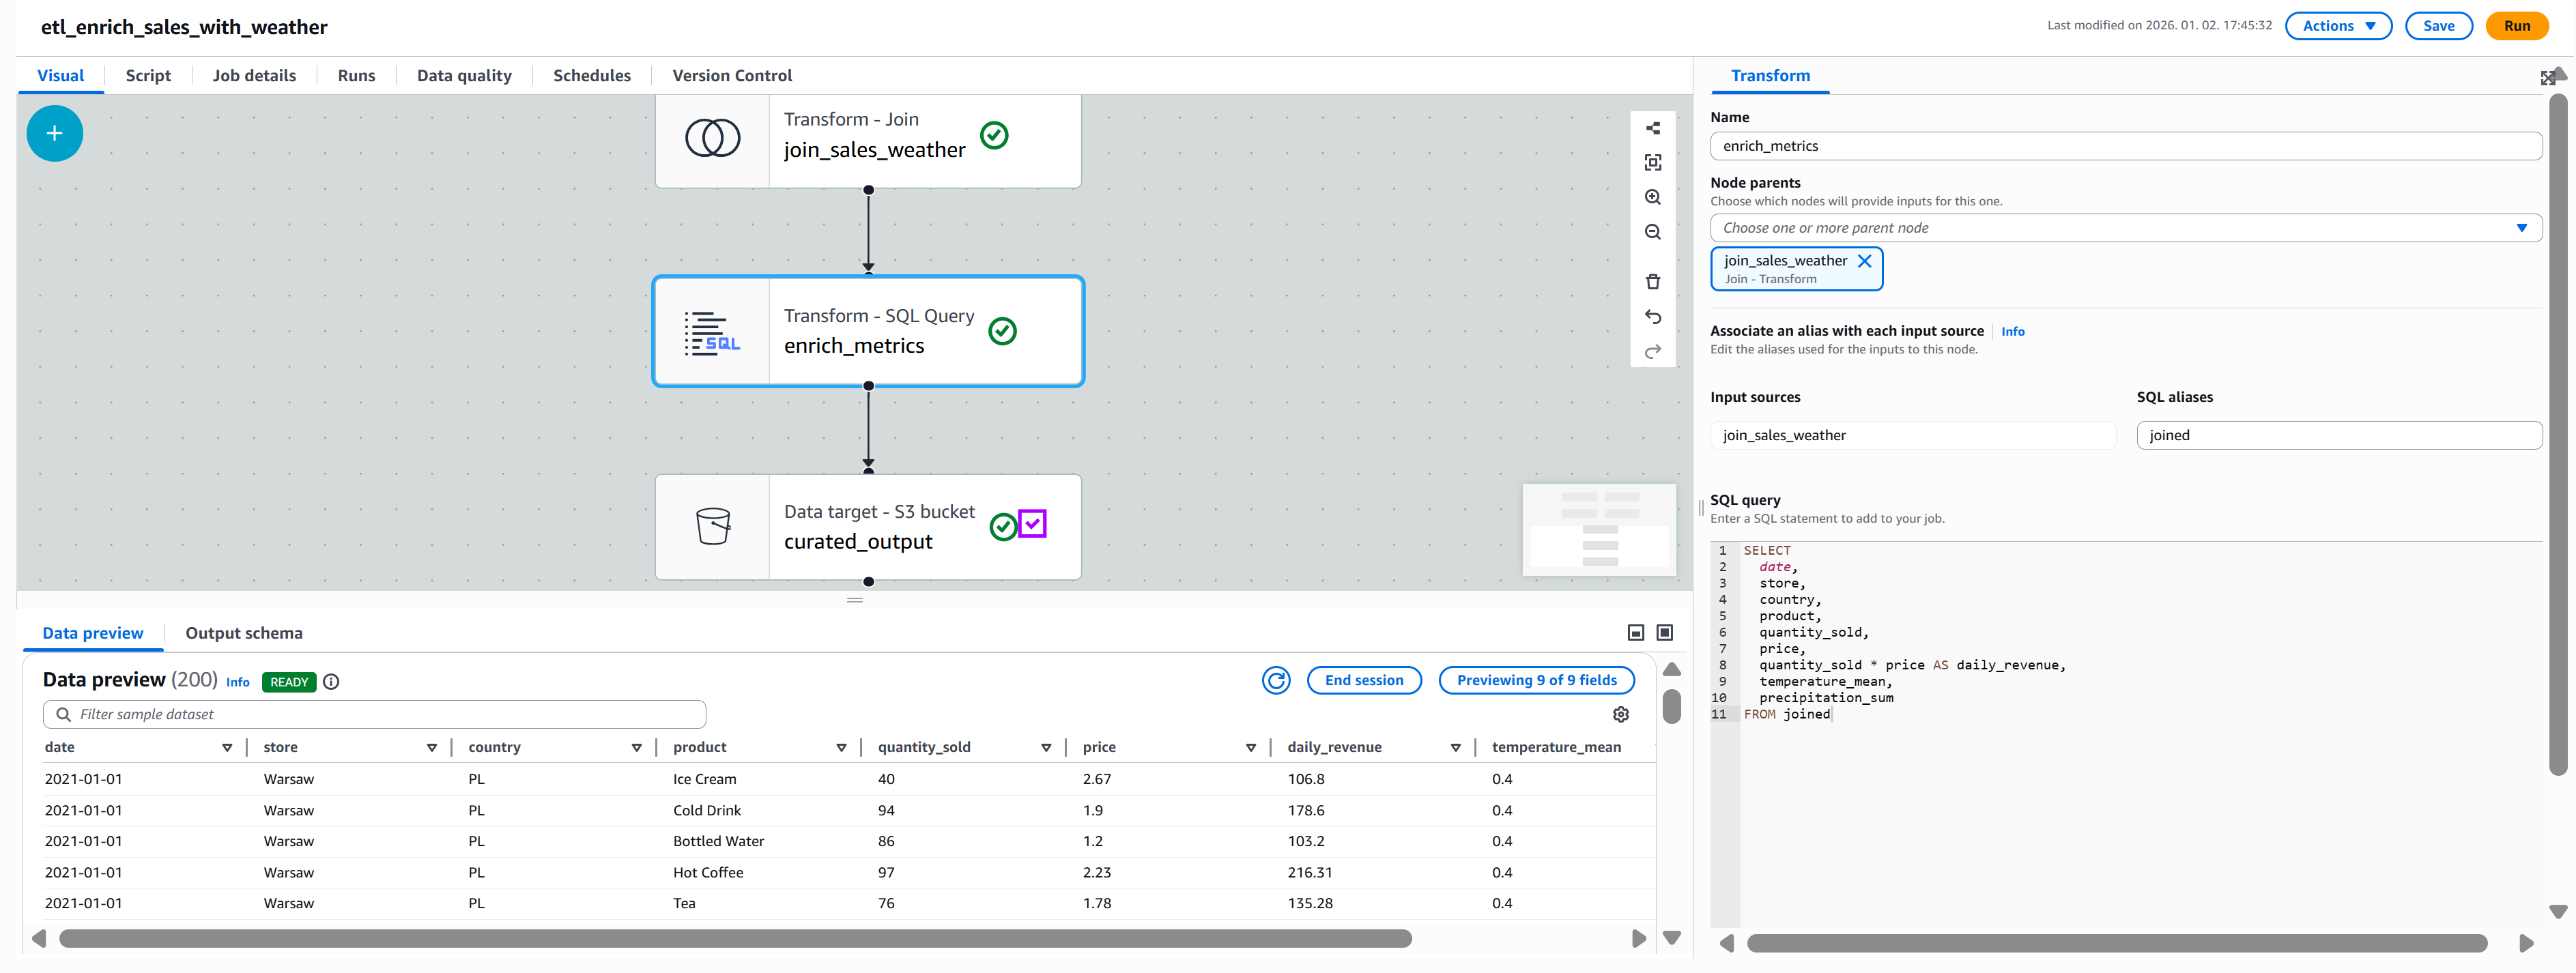 etl_enrich_sales_with_weather
Last modified on 2026. 01. 02. 17:45:32
Actions
Save
Run
Visual
Script
Job details
Runs
Data quality
Schedules
Version Control
Transform - Join
join_sales_weather
Transform - SQL Query
enrich_metrics
SQL
Data target - S3 bucket
curated_output
Data preview
Output schema
Data preview (200) Info READY
End session
Previewing 9 of 9 fields
Filter sample dataset
date store country product quantity_sold price daily_revenue temperature_mean
2021-01-01 Warsaw PL Ice Cream 40 2.67 106.8 0.4
2021-01-01 Warsaw PL Cold Drink 94 1.9 178.6 0.4
2021-01-01 Warsaw PL Bottled Water 86 1.2 103.2 0.4
2021-01-01 Warsaw PL Hot Coffee 97 2.23 216.31 0.4
2021-01-01 Warsaw PL Tea 76 1.78 135.28 0.4
Transform
Name
enrich_metrics
Node parents
Choose which nodes will provide inputs for this one.
Choose one or more parent node
join_sales_weather
Join - Transform
Associate an alias with each input source Info
Edit the aliases used for the inputs to this node.
Input sources SQL aliases
join_sales_weather joined
SQL query
Enter a SQL statement to add to your job.
1 SELECT
2 date,
3 store,
4 country,
5 product,
6 quantity_sold,
7 price,
8 quantity_sold * price AS daily_revenue,
9 temperature_mean,
10 precipitation_sum
11 FROM joined